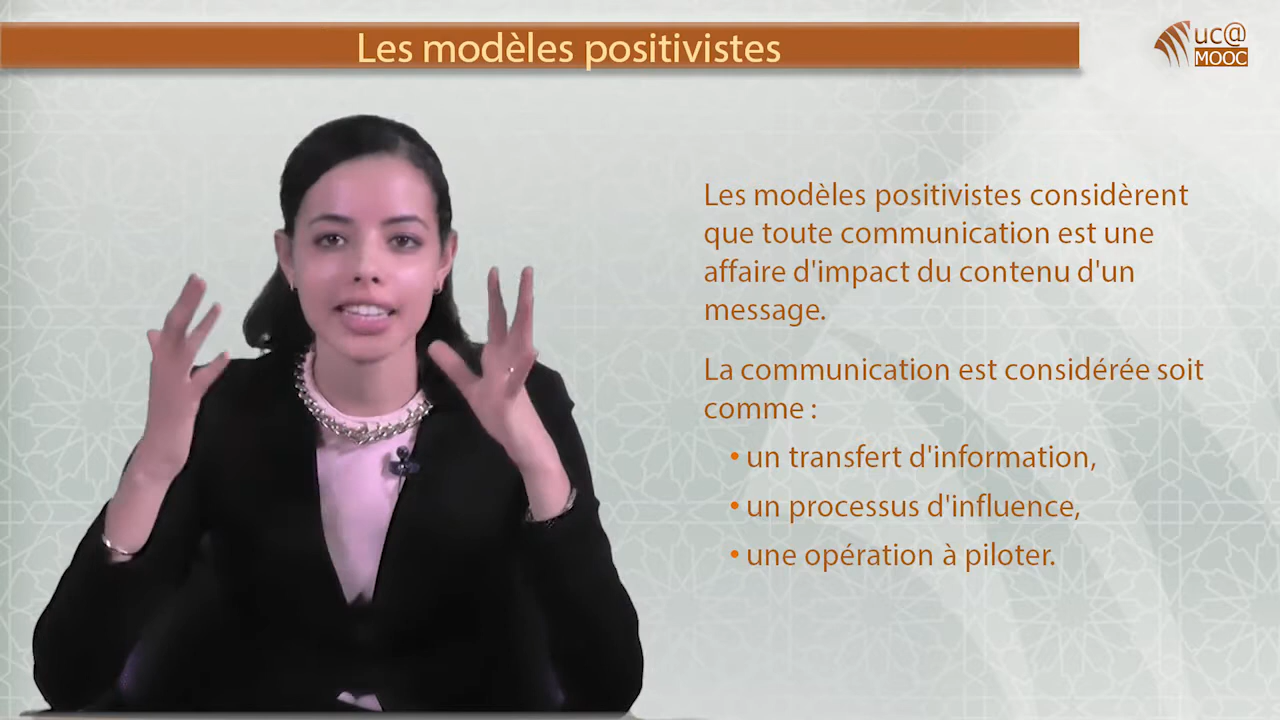 Les modèles positivistes
uc@
MOOC
Les modèles positivistes considèrent
que toute communication est une
affaire d'impact du contenu d'un
message.
La communication est considérée soit
comme :
• un transfert d'information,
• un processus d'influence,
• une opération à piloter.